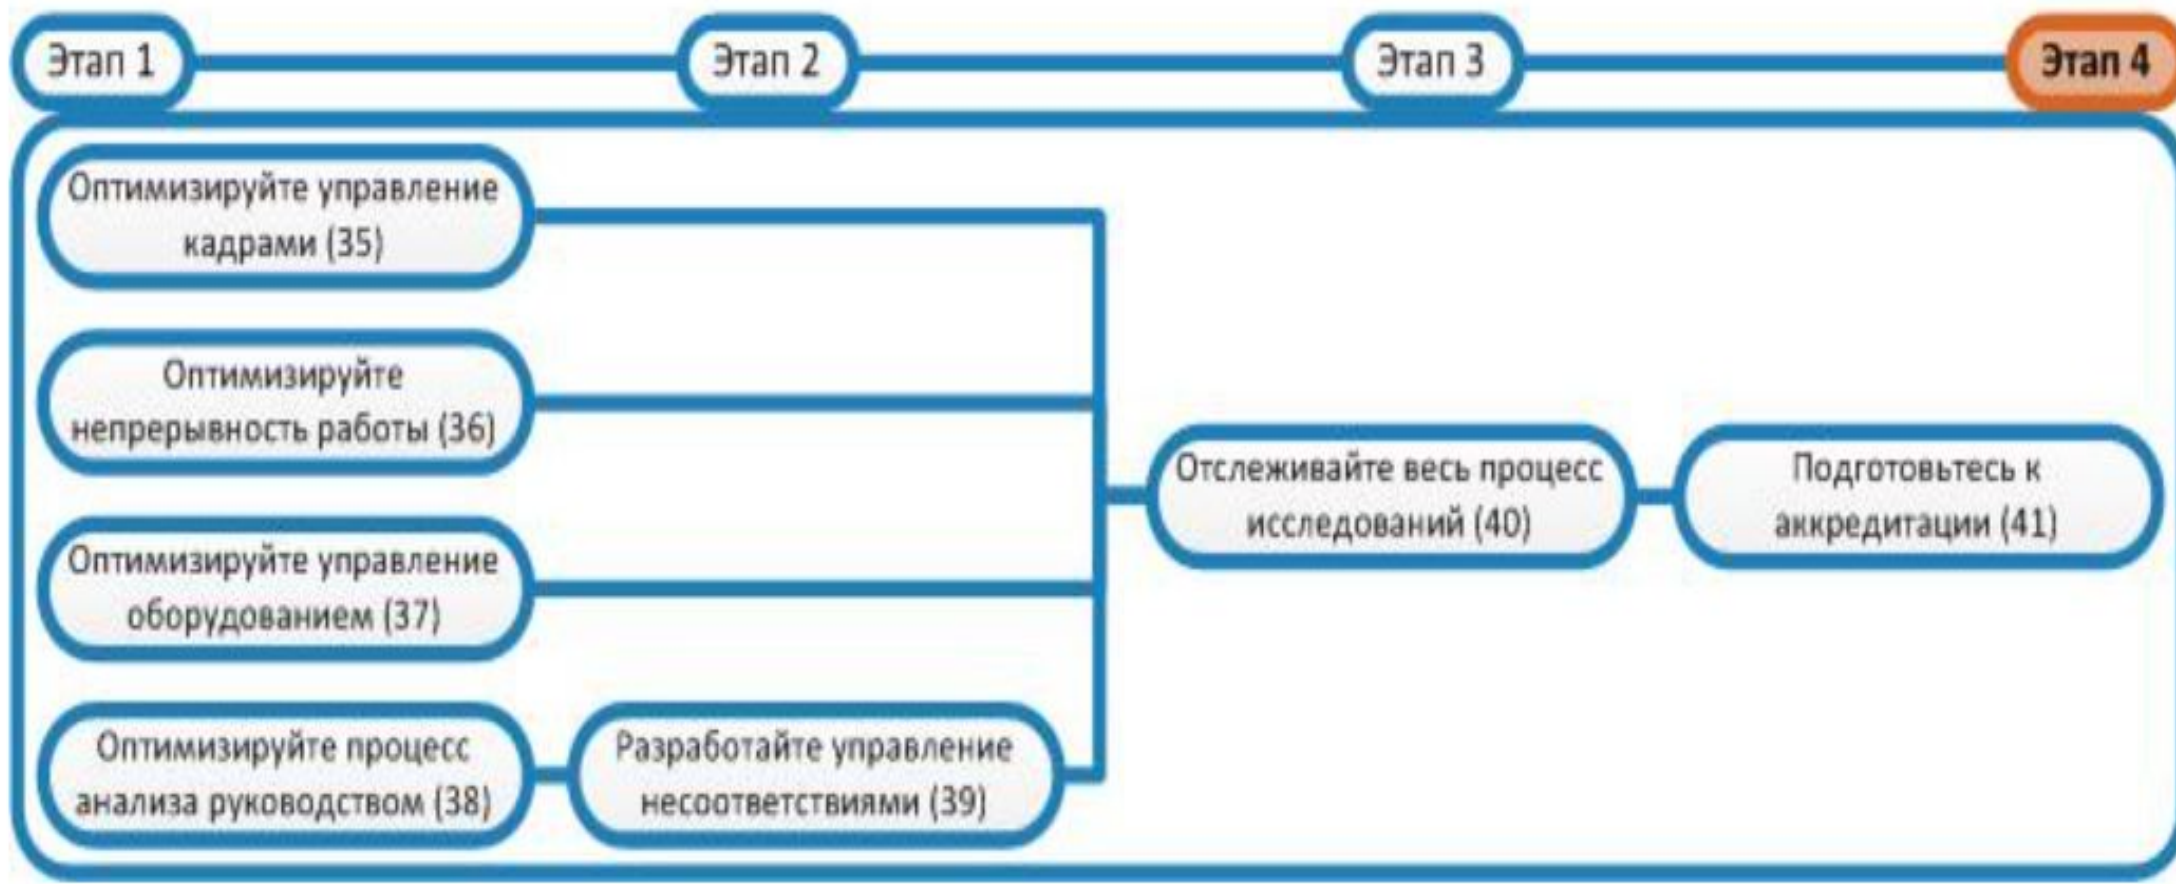 Этап 1
Этап 2
Этап 3
Этап 4
Оптимизируйте управление
кадрами (35)
Оптимизируйте
непрерывность работы (36)
Оптимизируйте управление
оборудованием (37)
Оптимизируйте процесс
анализа руководством (38)
Разработайте управление
несоответствиями (39)
Отслеживайте весь процесс
исследований (40)
Подготовьтесь к
аккредитации (41)